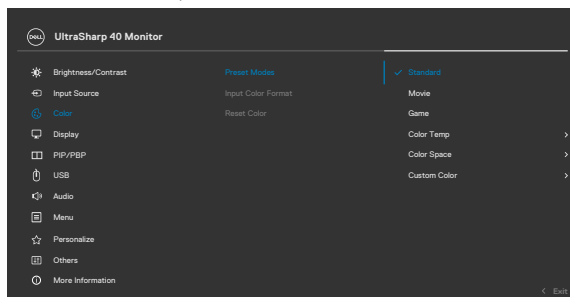 DELL UltraSharp 40 Monitor
Brightness/Contrast Preset Modes Standard
Input Source Input Color Format Movie
Color Reset Color Game
Display Color Temp
PIP/PBP Color Space
USB Custom Color
Audio
Menu
Personalize
Others
More Information
Exit